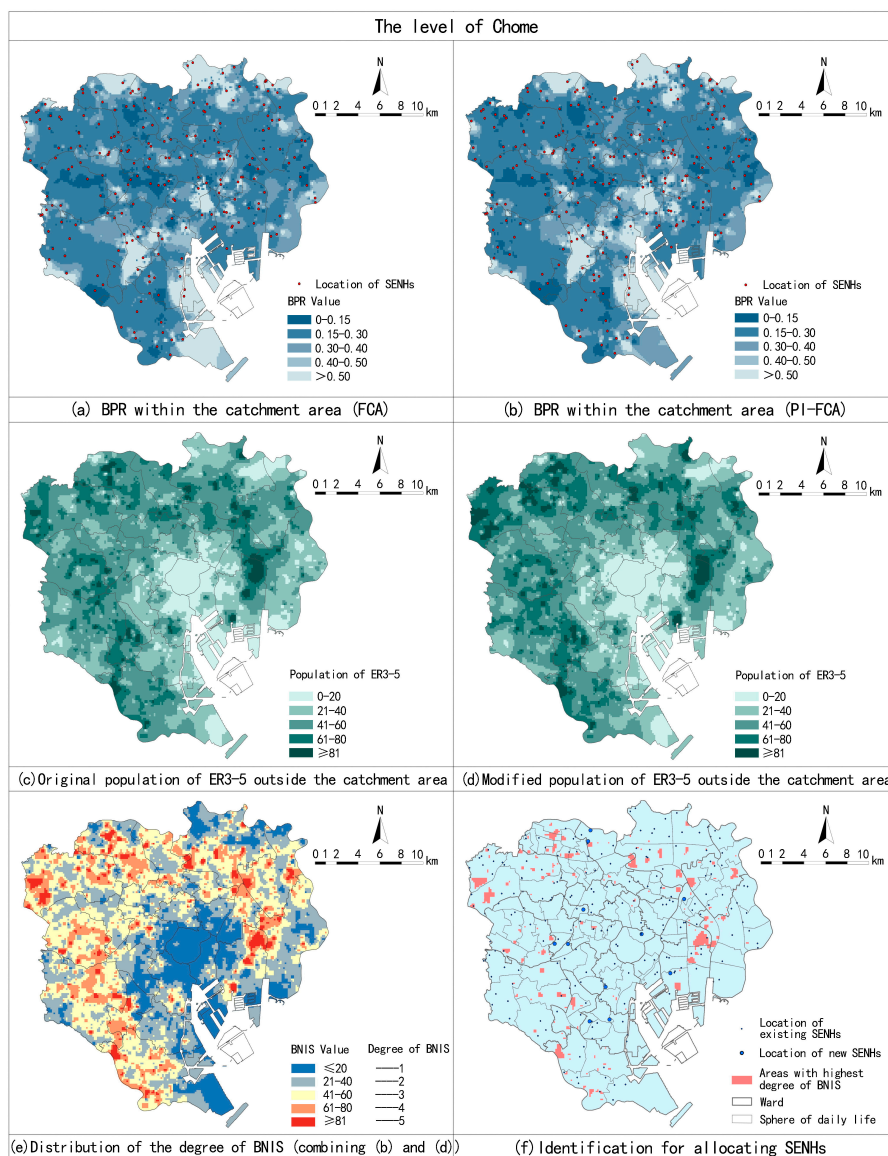 The level of Chome
N
0 1 2 4 6 8 10
km
Location of SENHs
BPR Value
0-0.15
0.15-0.30
0.30-0.40
0.40-0.50
>0.50
(a) BPR within the catchment area (FCA)
N
0 1 2 4 6 8 10
km
Location of SENHs
BPR Value
0-0.15
0.15-0.30
0.30-0.40
0.40-0.50
>0.50
(b) BPR within the catchment area (PI-FCA)
N
0 1 2 4 6 8 10
km
Population of ER3-5
0-20
21-40
41-60
61-80
≥81
(c)Original population of ER3-5 outside the catchment area
N
0 1 2 4 6 8 10
km
Population of ER3-5
0-20
21-40
41-60
61-80
≥81
(d)Modified population of ER3-5 outside the catchment area
N
0 1 2 4 6 8 10
km
BNIS Value Degree of BNIS
≤20 ——1
21-40 ——2
41-60 ——3
61-80 ——4
≥81 ——5
(e)Distribution of the degree of BNIS (combining (b) and (d))
N
0 1 2 4 6 8 10
km
Location of
existing SENHs
Location of new SENHs
Areas with highest
degree of BNIS
Ward
Sphere of daily life
(f)Identification for allocating SENHs